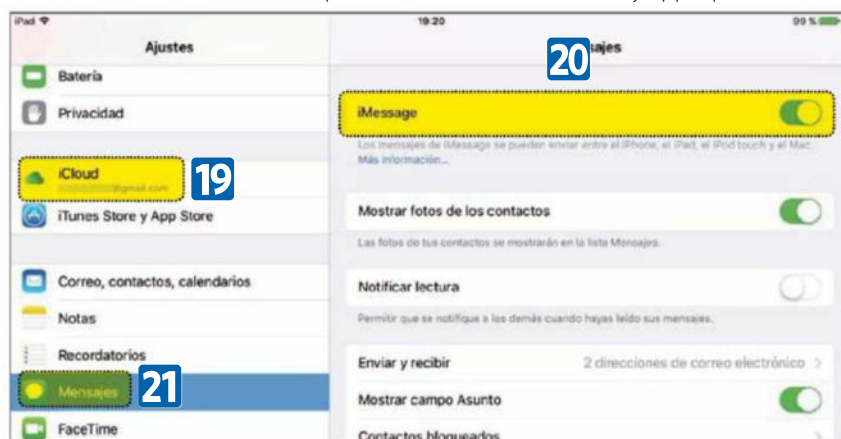 iPad
19:20
99 %
Ajustes
Batería
Privacidad
iCloud
@gmail.com
19
iTunes Store y App Store
Correo, contactos, calendarios
Notas
Recordatorios
Mensajes
21
FaceTime
20
sajes
iMessage
Los mensajes de iMessage se pueden enviar entre el iPhone, el iPad, el iPod touch y el Mac.
Más información...
Mostrar fotos de los contactos
Las fotos de tus contactos se mostrarán en la lista Mensajes.
Notificar lectura
Permitir que se notifique a los demás cuando hayas leído sus mensajes.
Enviar y recibir 2 direcciones de correo electrónico >
Mostrar campo Asunto
Contactos bloqueados